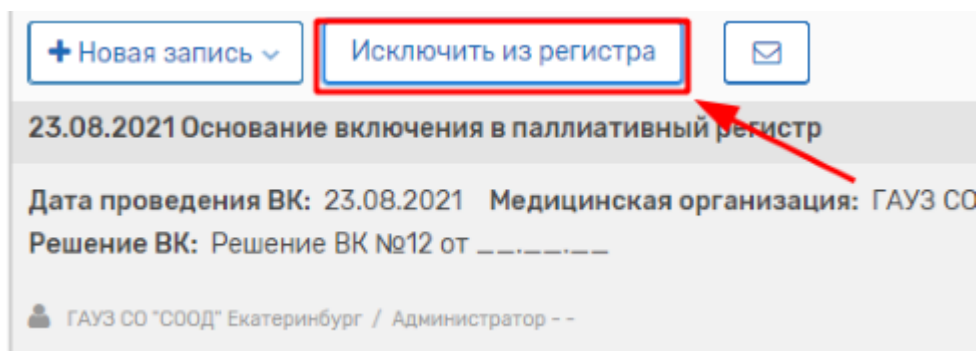 + Новая запись
Исключить из регистра
23.08.2021 Основание включения в паллиативный регистр
Дата проведения ВК: 23.08.2021 Медицинская организация: ГАУЗ СО
Решение ВК: Решение ВК №12 от __.__.__
ГАУЗ СО "СООД" Екатеринбург / Администратор - -